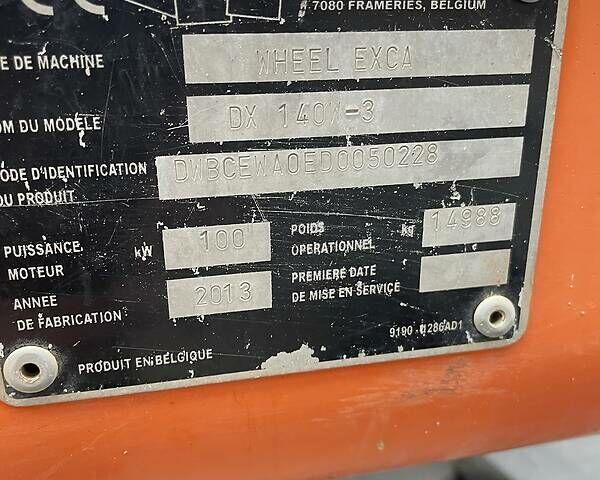 CE
7080 FRAMERIES, BELGIUM
E DE MACHINE WHEEL EXCA
OM DU MODÈLE DX 140W-3
ODE D'IDENTIFICATION DWBCEWA0ED0050228
DU PRODUIT
PUISSANCE kW 100
MOTEUR
POIDS kg 14988
OPERATIONNEL
ANNEE 2013
DE FABRICATION
PREMIERE DATE
DE MISE EN SERVICE
9190-1286AD1
PRODUIT EN BELGIQUE